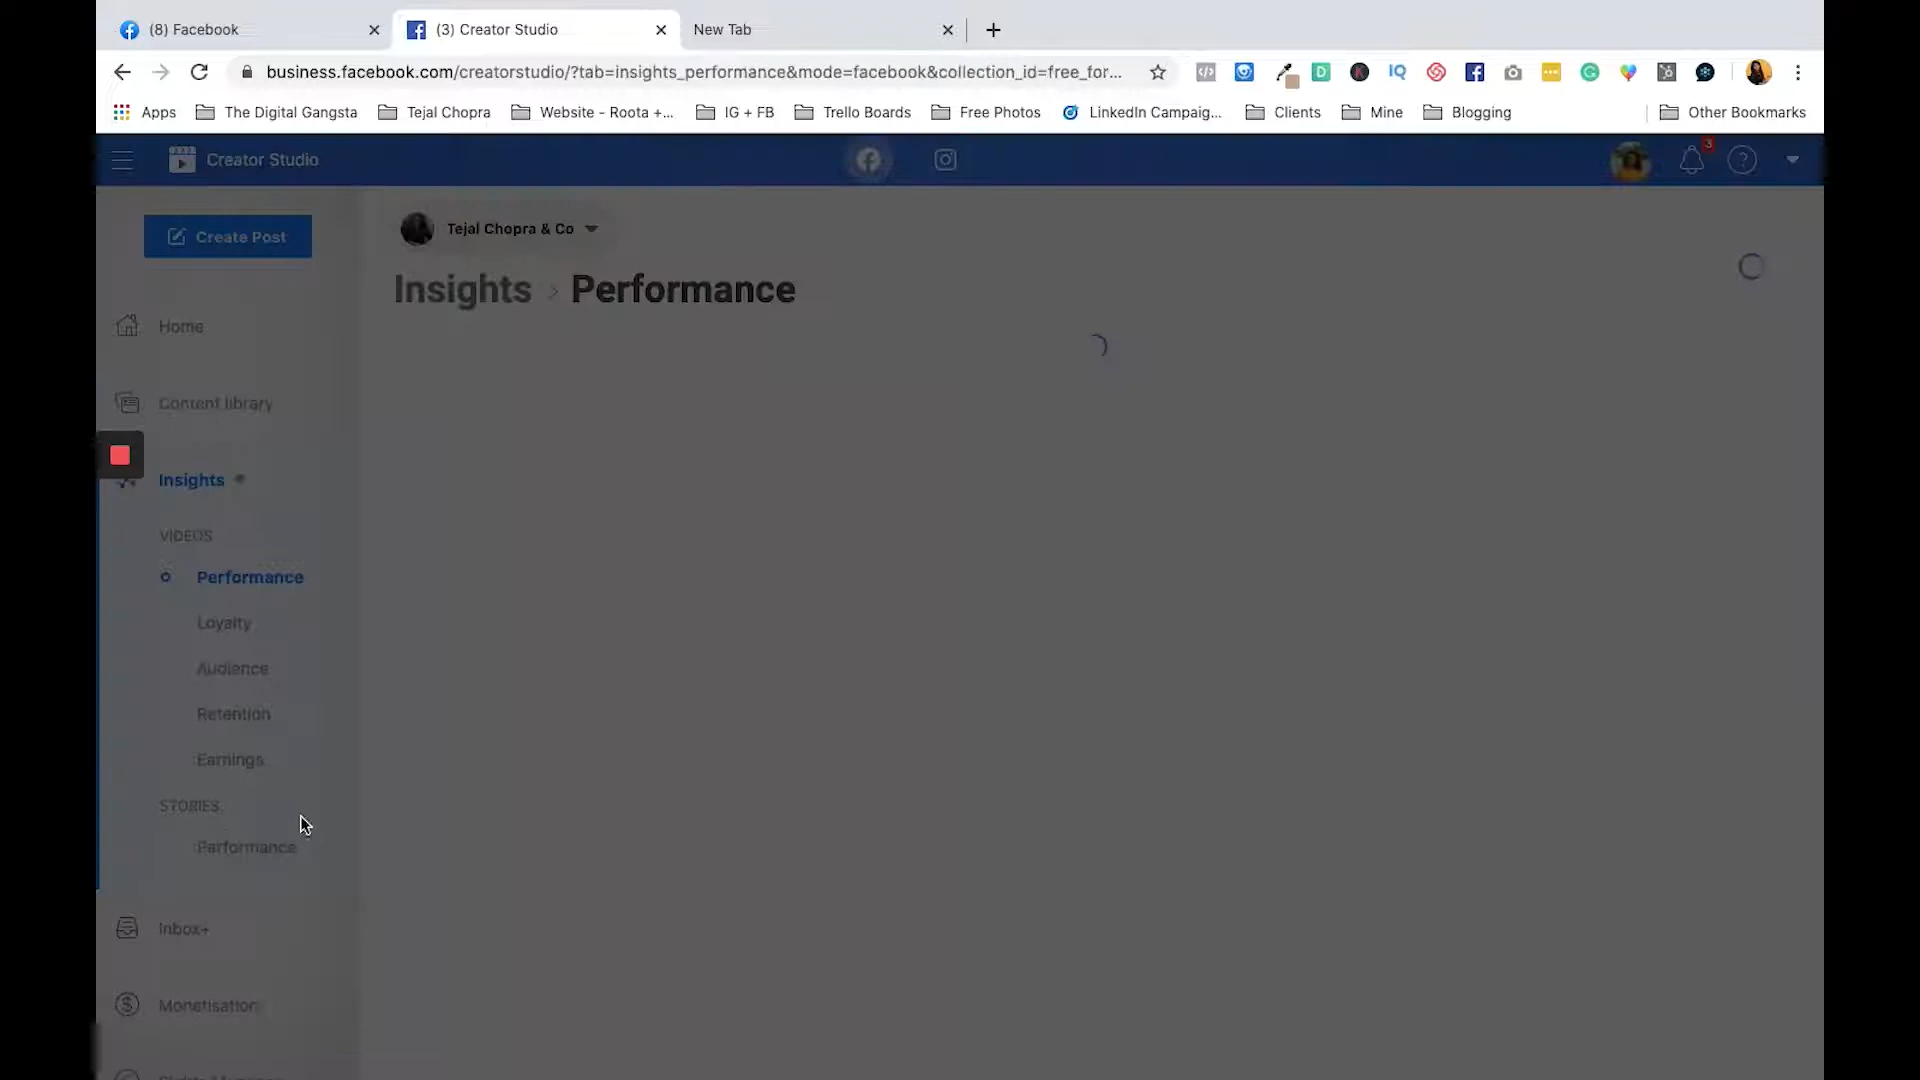 (8) Facebook
(3) Creator Studio
New Tab
business.facebook.com/creatorstudio/?tab=insights_performance&mode=facebook&collection_id=free_for...
Apps
The Digital Gangsta
Tejal Chopra
Website - Roota +...
IG + FB
Trello Boards
Free Photos
LinkedIn Campaig...
Clients
Mine
Blogging
Other Bookmarks
Creator Studio
3
Create Post
Tejal Chopra & Co
Insights > Performance
Home
Content library
Insights
VIDEOS
Performance
Loyalty
Audience
Retention
Earnings
STORIES
Performance
Inbox+
Monetisation